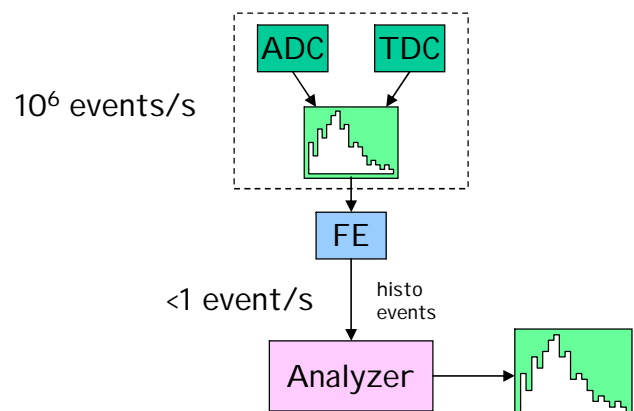 ADC TDC
10⁶ events/s
FE
<1 event/s
histo
events
Analyzer